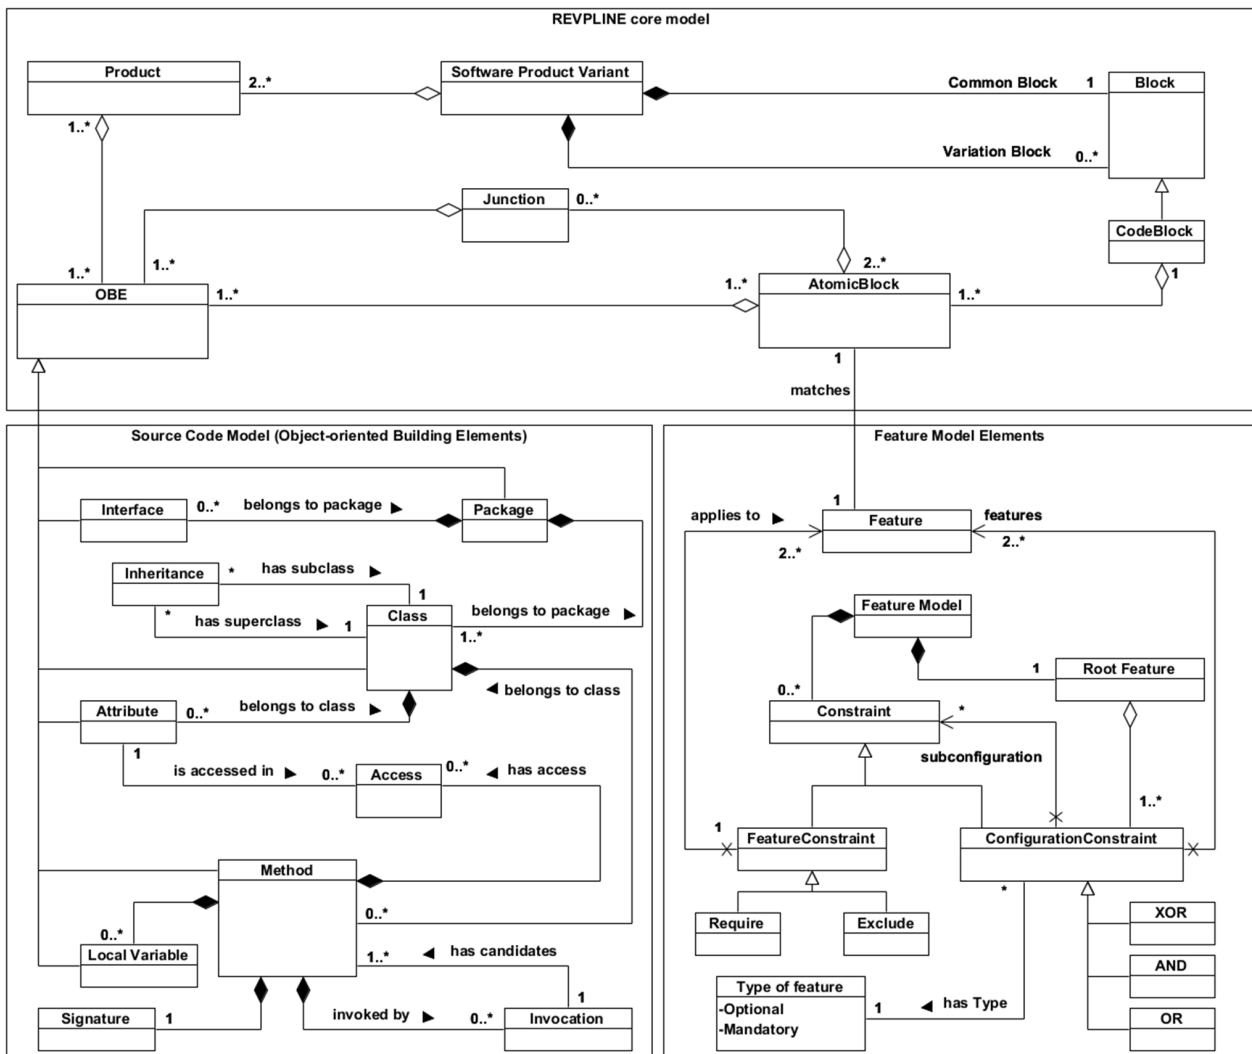 REVPLINE core model
Product
2..*
Software Product Variant
Common Block
1
Block
1..*
Variation Block
0..*
Junction
0..*
CodeBlock
1..*
1..*
2..*
1
OBE
1..*
1..*
AtomicBlock
1..*
1
matches
Source Code Model (Object-oriented Building Elements)
Interface
0..*
belongs to package
Package
Inheritance
*
has subclass
1
*
has superclass
1
Class
belongs to package
1..*
belongs to class
Attribute
0..*
belongs to class
1
is accessed in
0..*
Access
0..*
has access
Method
0..*
0..*
Local Variable
1..*
has candidates
Signature
1
invoked by
0..*
1
Invocation
Feature Model Elements
1
applies to
Feature
features
2..*
2..*
Feature Model
1
Root Feature
0..*
Constraint
*
subconfiguration
1..*
1
FeatureConstraint
ConfigurationConstraint
*
Require
Exclude
XOR
AND
OR
Type of feature
-Optional
-Mandatory
1
has Type